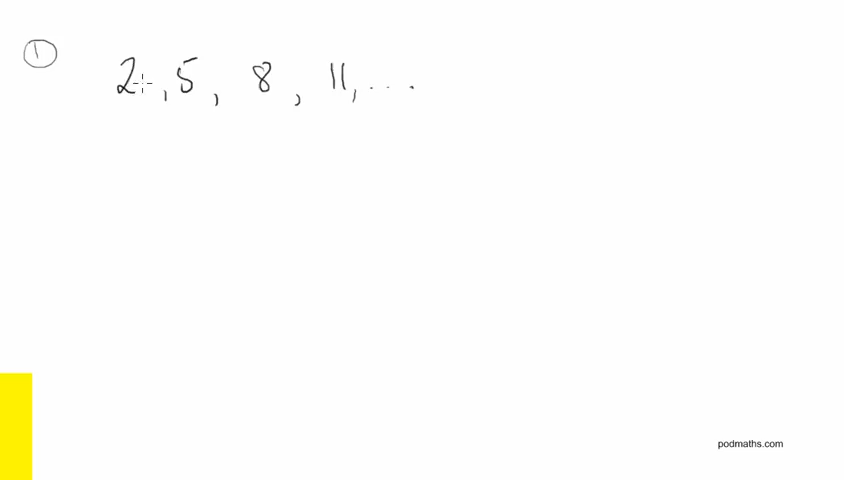 ① 2, 5, 8, 11, ...
podmaths.com